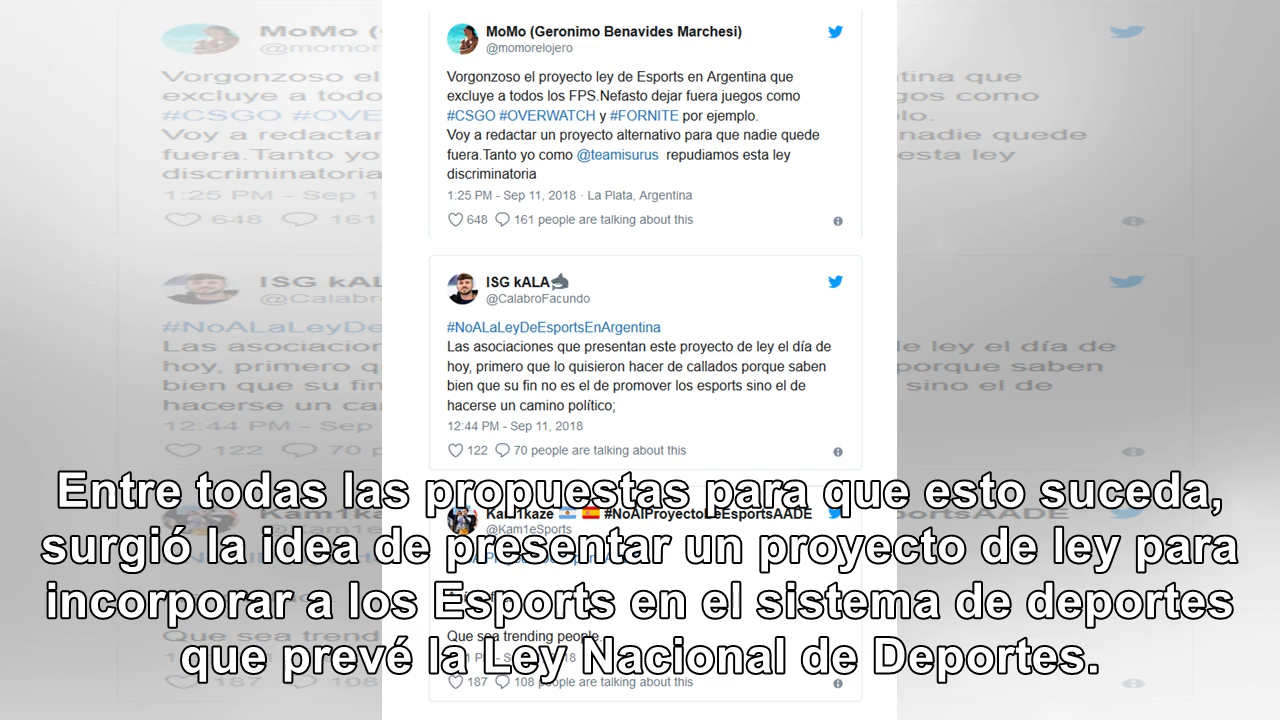 MoMo (Geronimo Benavides Marchesi)
@momorelojero
Vorgonzoso el proyecto ley de Esports en Argentina que
excluye a todos los FPS.Nefasto dejar fuera juegos como
#CSGO #OVERWATCH y #FORNITE por ejemplo.
Voy a redactar un proyecto alternativo para que nadie quede
fuera.Tanto yo como @teamisurus repudiamos esta ley
discriminatoria
1:25 PM - Sep 11, 2018 · La Plata, Argentina
648 161 people are talking about this
ISG kALA
@CalabroFacundo
#NoALaLeyDeEsportsEnArgentina
Las asociaciones que presentan este proyecto de ley el día de
hoy, primero que lo quisieron hacer de callados porque saben
bien que su fin no es el de promover los esports sino el de
hacerse un camino político;
12:44 PM - Sep 11, 2018
122 70 people are talking about this
Entre todas las propuestas para que esto suceda,
Kam1kaze #NoAlProyectoLeEsportsAADE
@Kam1eSports
surgió la idea de presentar un proyecto de ley para
incorporar a los Esports en el sistema de deportes
Que sea trending people.
que prevé la Ley Nacional de Deportes.
187 108 people are talking about this